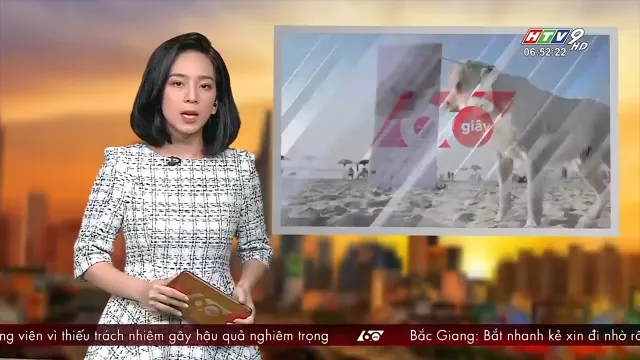 HTV9 HD
06:52.22
60 giây
ng viên vì thiếu trách nhiệm gây hậu quả nghiêm trọng 60 Bắc Giang: Bắt nhanh kẻ xin đi nhờ rồ